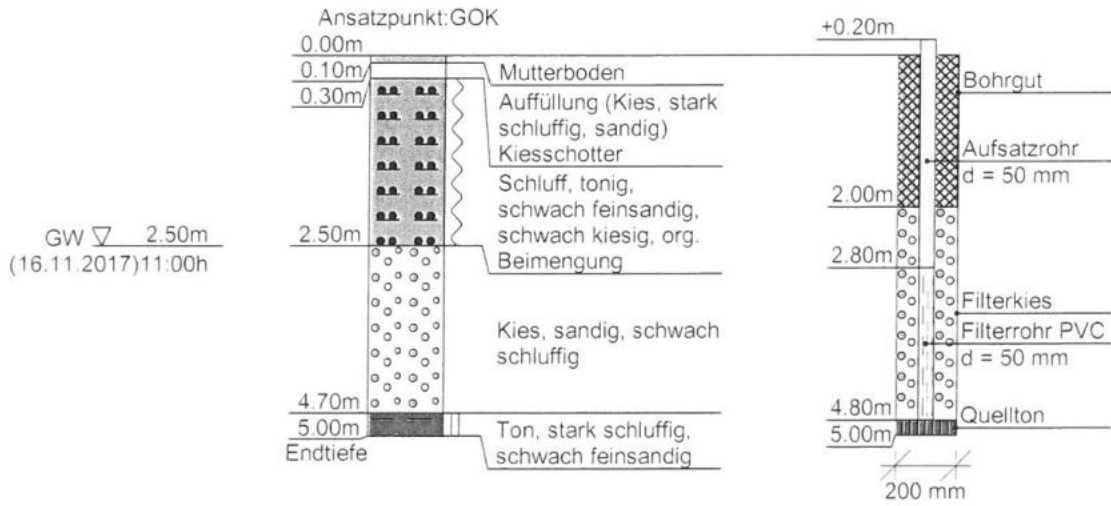 Ansatzpunkt:GOK
0.00m
0.10m
0.30m
Mutterboden
Auffüllung (Kies, stark
schluffig, sandig)
Kiesschotter
Schluff, tonig,
schwach feinsandig,
schwach kiesig, org.
Beimengung
GW 2.50m
(16.11.2017)11:00h
2.50m
Kies, sandig, schwach
schluffig
4.70m
5.00m
Endtiefe
Ton, stark schluffig,
schwach feinsandig
+0.20m
Bohrgut
Aufsatzrohr
d = 50 mm
2.00m
2.80m
Filterkies
Filterrohr PVC
d = 50 mm
4.80m
Quellton
5.00m
200 mm